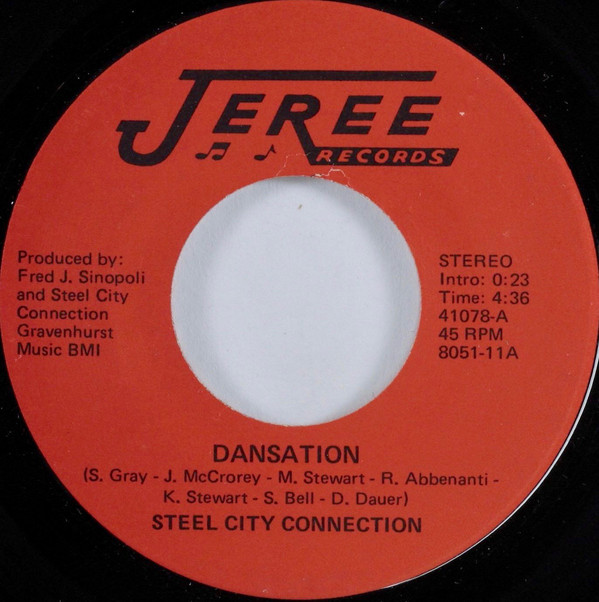 JEREE
RECORDS
Produced by:
Fred J. Sinopoli
and Steel City
Connection
Gravenhurst
Music BMI
STEREO
Intro: 0:23
Time: 4:36
41078-A
45 RPM
8051-11A
DANSATION
(S. Gray - J. McCrorey - M. Stewart - R. Abbenanti -
K. Stewart - S. Bell - D. Dauer)
STEEL CITY CONNECTION